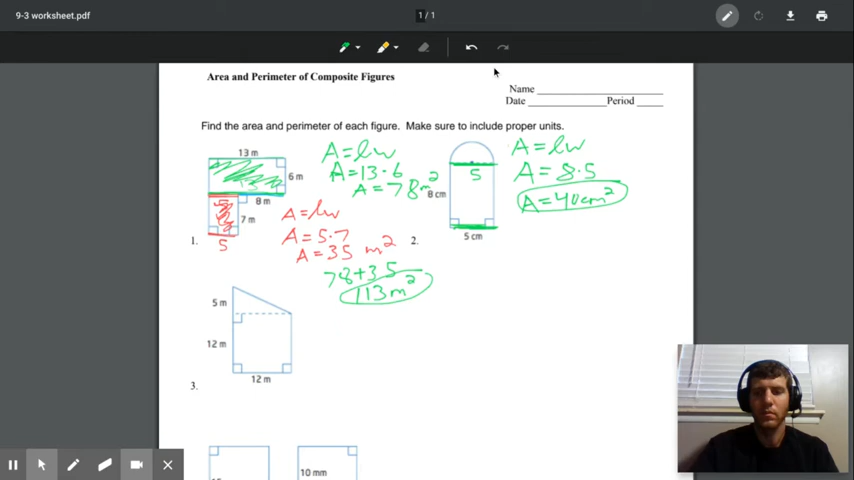 9-3 worksheet.pdf
1 / 1
Area and Perimeter of Composite Figures
Name
Date Period
Find the area and perimeter of each figure. Make sure to include proper units.
13 m
6 m
8 m
7 m
5
1.
A = lw
A = 13 · 6
A = 78 m²
A = lw
A = 5 · 7
A = 35 m²
78 + 35
113 m²
2.
8 cm
5
5 cm
A = lw
A = 8 · 5
A = 40 cm²
5 m
12 m
12 m
3.
10 mm